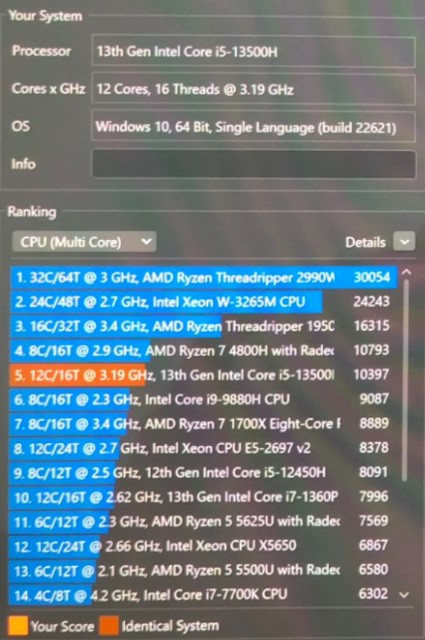 Your System
Processor 13th Gen Intel Core i5-13500H
Cores x GHz 12 Cores, 16 Threads @ 3.19 GHz
OS Windows 10, 64 Bit, Single Language (build 22621)
Info
Ranking
CPU (Multi Core) Details
1. 32C/64T @ 3 GHz, AMD Ryzen Threadripper 2990W 30054
2. 24C/48T @ 2.7 GHz, Intel Xeon W-3265M CPU 24243
3. 16C/32T @ 3.4 GHz, AMD Ryzen Threadripper 195C 16315
4. 8C/16T @ 2.9 GHz, AMD Ryzen 7 4800H with Radeo 10793
5. 12C/16T @ 3.19 GHz, 13th Gen Intel Core i5-13500H 10397
6. 8C/16T @ 2.3 GHz, Intel Core i9-9880H CPU 9087
7. 8C/16T @ 3.4 GHz, AMD Ryzen 7 1700X Eight-Core F 8889
8. 12C/24T @ 2.7 GHz, Intel Xeon CPU E5-2697 v2 8378
9. 8C/12T @ 2.5 GHz, 12th Gen Intel Core i5-12450H 8091
10. 12C/16T @ 2.62 GHz, 13th Gen Intel Core i7-1360P 7996
11. 6C/12T @ 2.3 GHz, AMD Ryzen 5 5625U with Radeo 7569
12. 12C/24T @ 2.66 GHz, Intel Xeon CPU X5650 6867
13. 6C/12T @ 2.1 GHz, AMD Ryzen 5 5500U with Radeo 6580
14. 4C/8T @ 4.2 GHz, Intel Core i7-7700K CPU 6302
Your Score Identical System